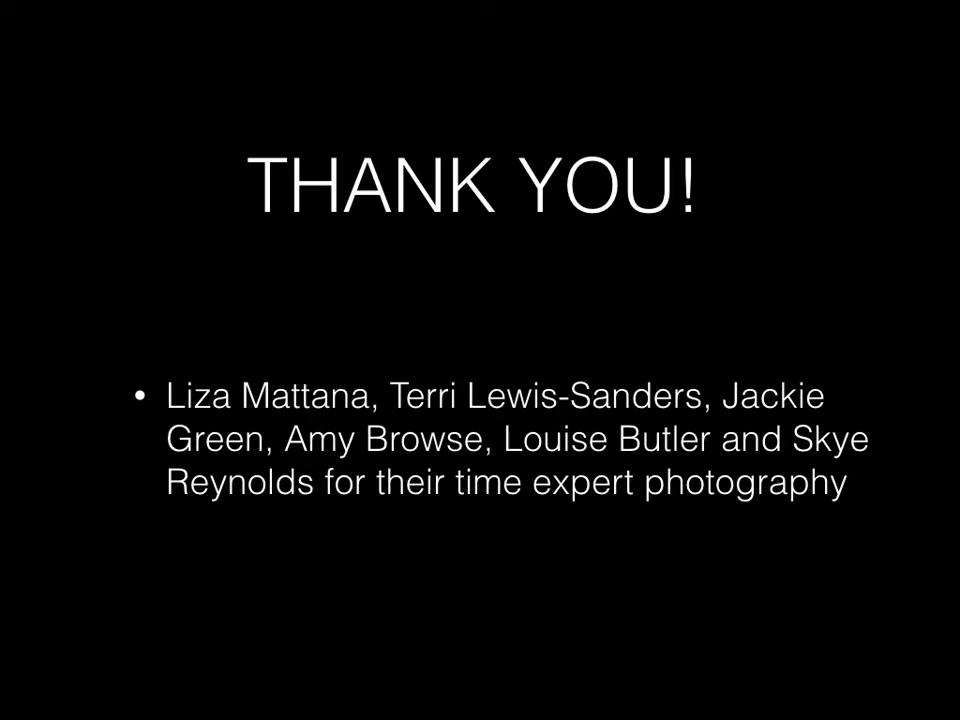 THANK YOU!
• Liza Mattana, Terri Lewis-Sanders, Jackie
Green, Amy Browse, Louise Butler and Skye
Reynolds for their time expert photography